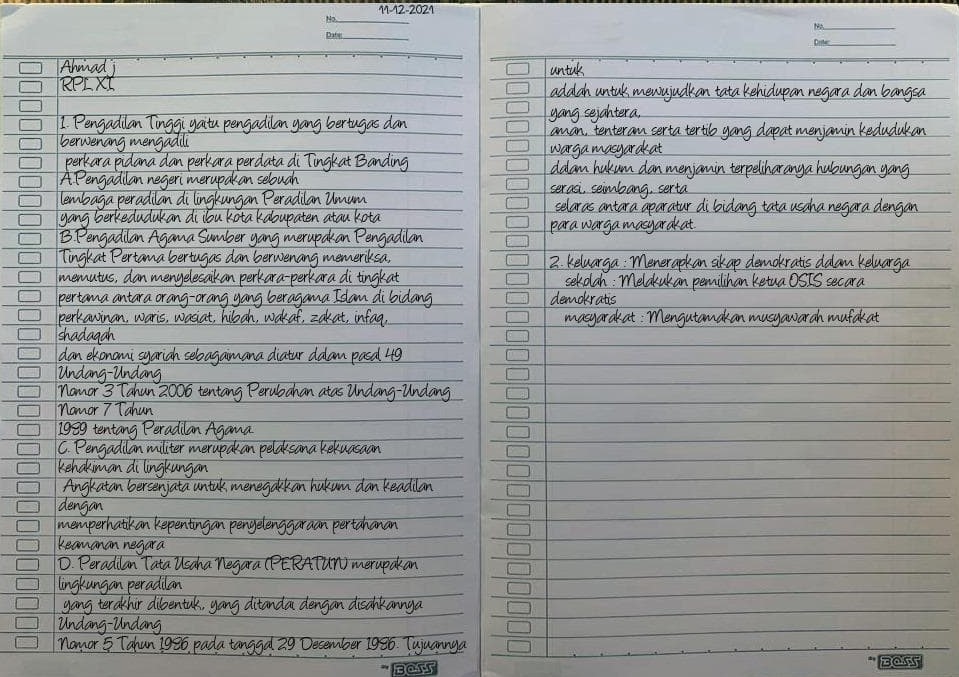 11-12-2021
No.
Date:
Ahmad j
RPL XI
1. Pengadilan Tinggi yaitu pengadilan yang bertugas dan
berwenang mengadili
perkara pidana dan perkara perdata di Tingkat Banding
A.Pengadilan negeri merupakan sebuah
lembaga peradilan di lingkungan Peradilan Umum
yang berkedudukan di ibu kota kabupaten atau kota
B.Pengadilan Agama Sumber yang merupakan Pengadilan
Tingkat Pertama bertugas dan berwenang memeriksa,
memutus, dan menyelesaikan perkara-perkara di tingkat
pertama antara orang-orang yang beragama Islam di bidang
perkawinan, waris, wasiat, hibah, wakaf, zakat, infaq,
shadaqah
dan ekonomi syariah sebagaimana diatur dalam pasal 49
Undang-Undang
Nomor 3 Tahun 2006 tentang Perubahan atas Undang-Undang
Nomor 7 Tahun
1989 tentang Peradilan Agama.
C. Pengadilan militer merupakan pelaksana kekuasaan
kehakiman di lingkungan
Angkatan bersenjata untuk menegakkan hukum dan keadilan
dengan
memperhatikan kepentingan penyelenggaraan pertahanan
keamanan negara
D. Peradilan Tata Usaha Negara (PERATUN) merupakan
lingkungan peradilan
yang terakhir dibentuk, yang ditandai dengan disahkannya
Undang-Undang
Nomor 5 Tahun 1986 pada tanggal 29 Desember 1986. Tujuannya
By BOSS
No.
Date:
untuk
adalah untuk mewujudkan tata kehidupan negara dan bangsa
yang sejahtera,
aman, tenteram serta tertib yang dapat menjamin kedudukan
warga masyarakat
dalam hukum dan menjamin terpeliharanya hubungan yang
serasi, seimbang, serta
selaras antara aparatur di bidang tata usaha negara dengan
para warga masyarakat.
2. keluarga : Menerapkan sikap demokratis dalam keluarga
sekolah : Melakukan pemilihan ketua OSIS secara
demokratis
masyarakat : Mengutamakan musyawarah mufakat
By BOSS